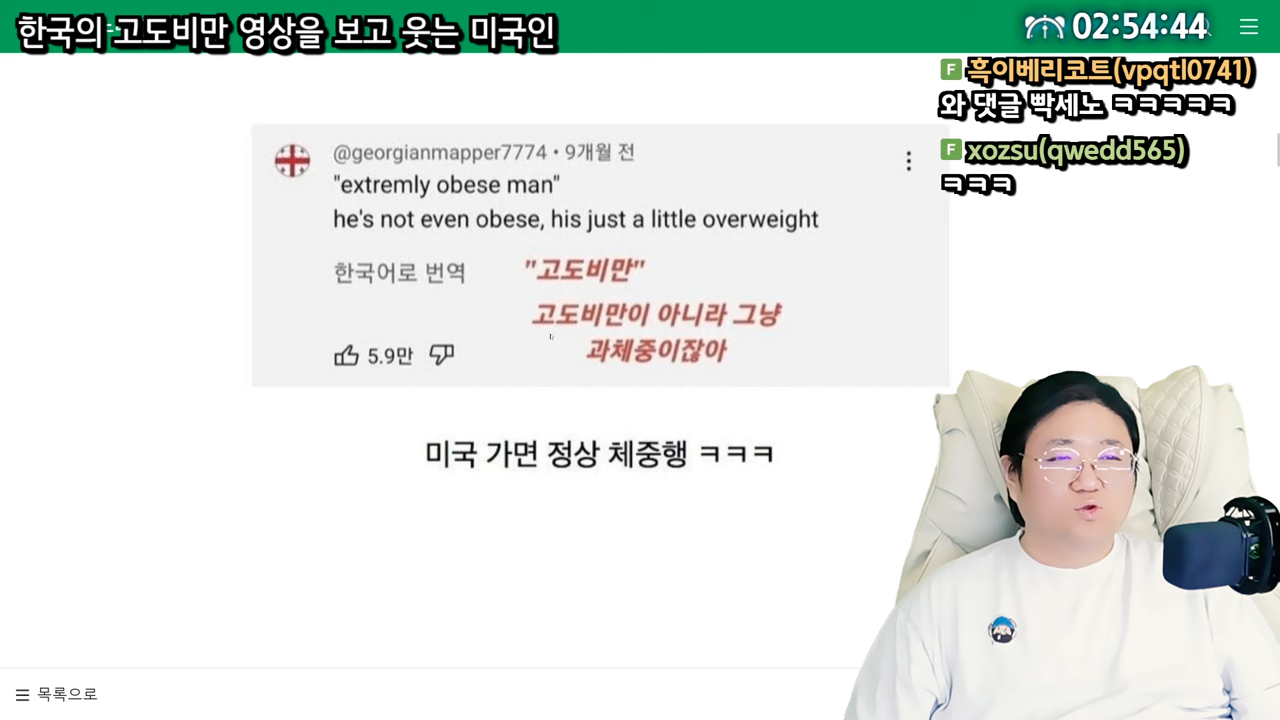 한국의 고도비만 영상을 보고 웃는 미국인
02:54:44
F 흑이베리코트(vpqtl0741)
와 댓글 빡세노 ㅋㅋㅋㅋㅋ
F xozsu(qwedd565)
ㅋㅋㅋ
@georgianmapper7774 • 9개월 전
"extremly obese man"
he's not even obese, his just a little overweight
한국어로 번역
"고도비만"
고도비만이 아니라 그냥
과체중이잖아
5.9만
미국 가면 정상 체중행 ㅋㅋㅋ
목록으로